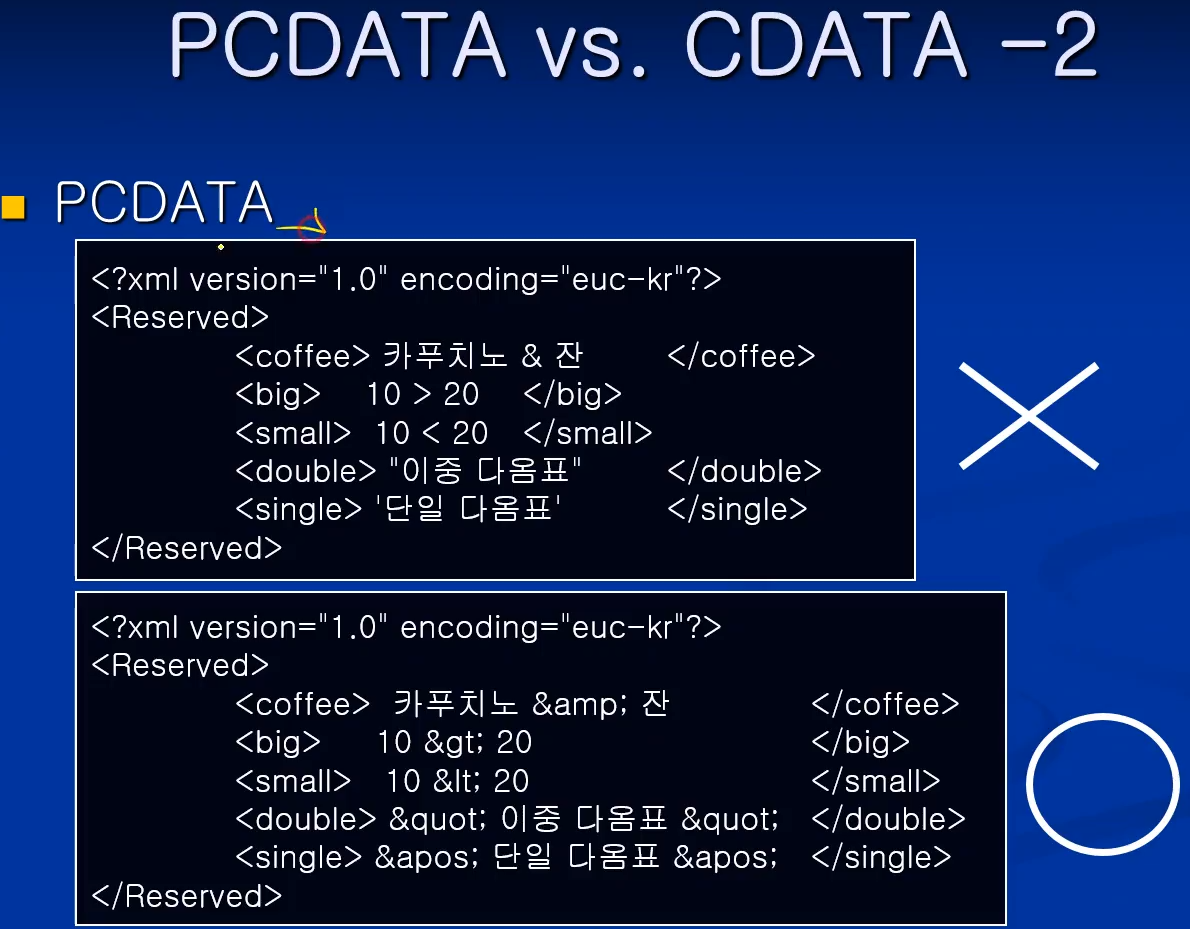 PCDATA vs. CDATA -2
PCDATA
<?xml version="1.0" encoding="euc-kr"?>
<Reserved>
<coffee> 카푸치노 & 잔 </coffee>
<big> 10 > 20 </big>
<small> 10 < 20 </small>
<double> "이중 다옴표" </double>
<single> '단일 다옴표' </single>
</Reserved>
<?xml version="1.0" encoding="euc-kr"?>
<Reserved>
<coffee> 카푸치노 &amp; 잔 </coffee>
<big> 10 &gt; 20 </big>
<small> 10 &lt; 20 </small>
<double> &quot; 이중 다옴표 &quot; </double>
<single> &apos; 단일 다옴표 &apos; </single>
</Reserved>